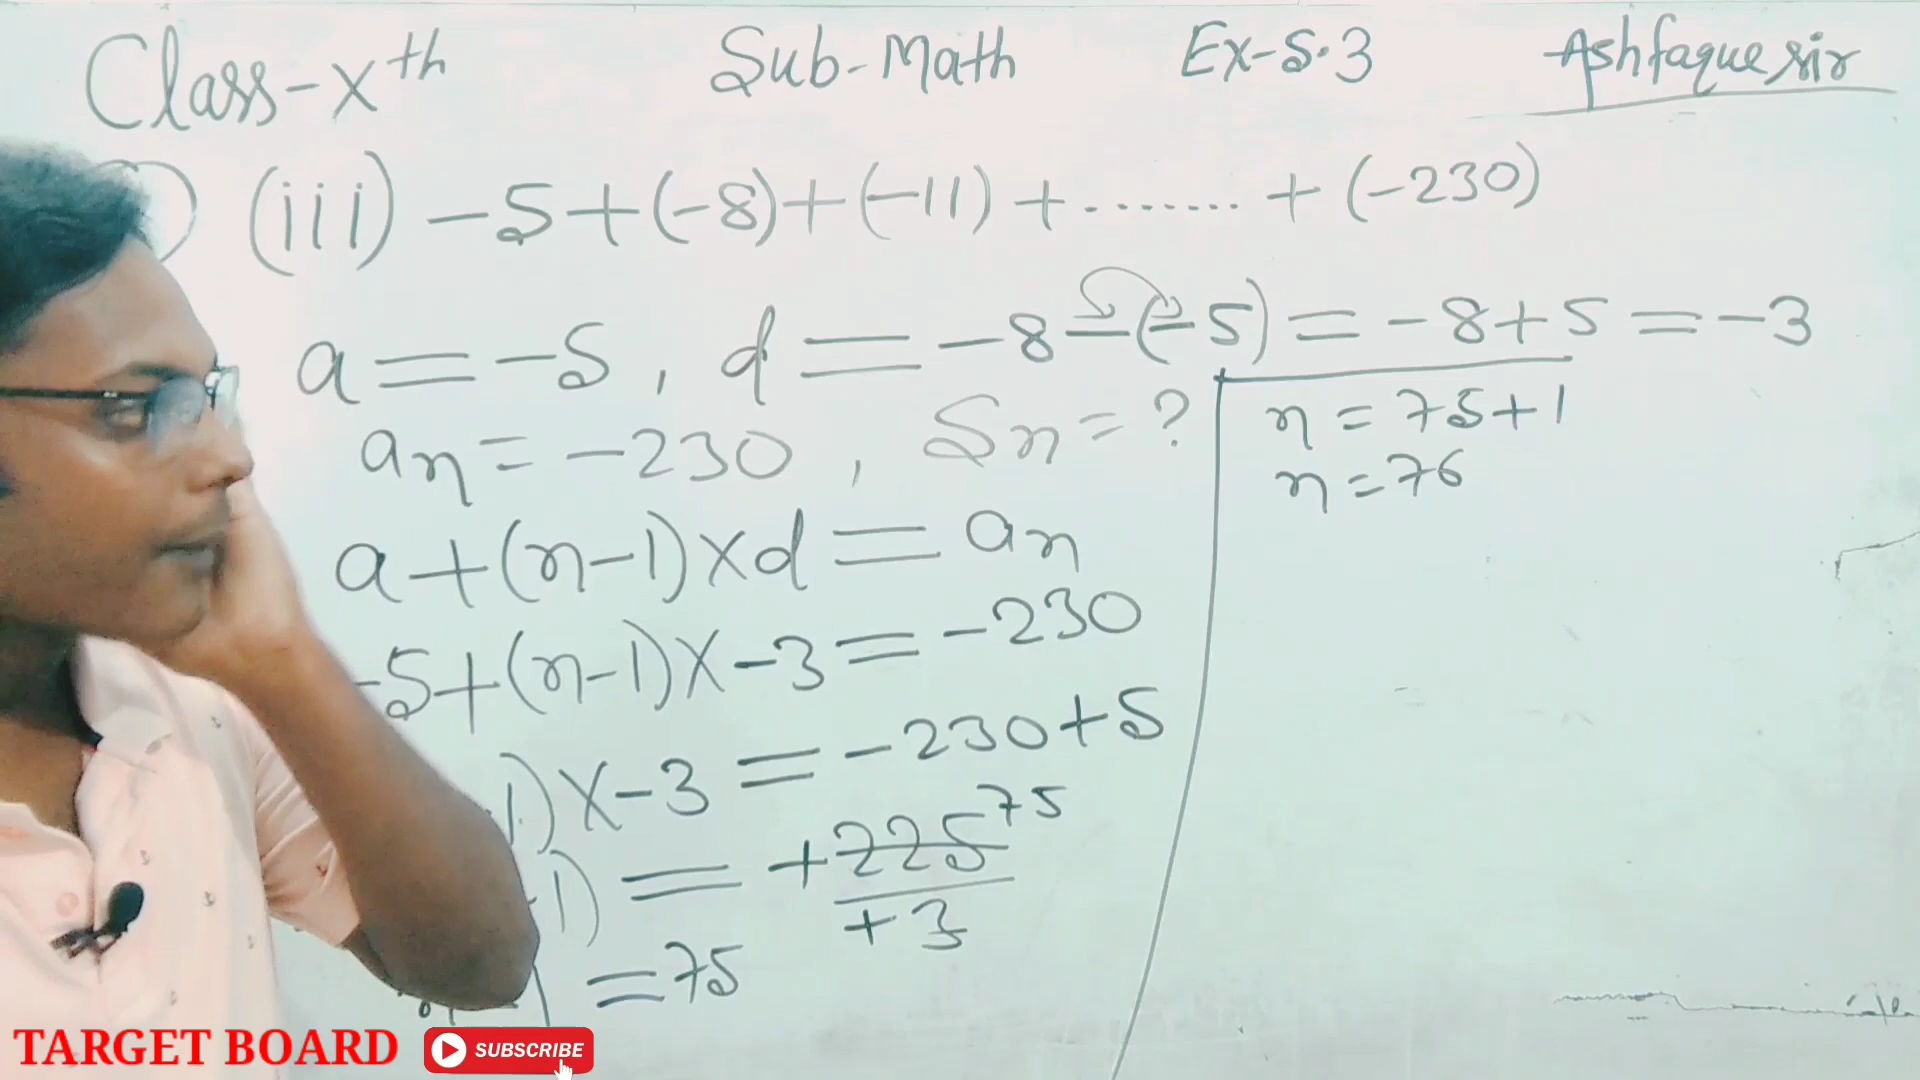 Class-Xth Sub-Math Ex-5.3 Ashfaque sir
(iii) -5+(-8)+(-11)+........+(-230)
a=-5, d=-8-(-5)=-8+5=-3
an=-230, Sn=?
a+(n-1)×d=an
-5+(n-1)×-3=-230
1)×-3=-230+5
-1)=+225/+3 75
=75
n=75+1
n=76
TARGET BOARD SUBSCRIBE